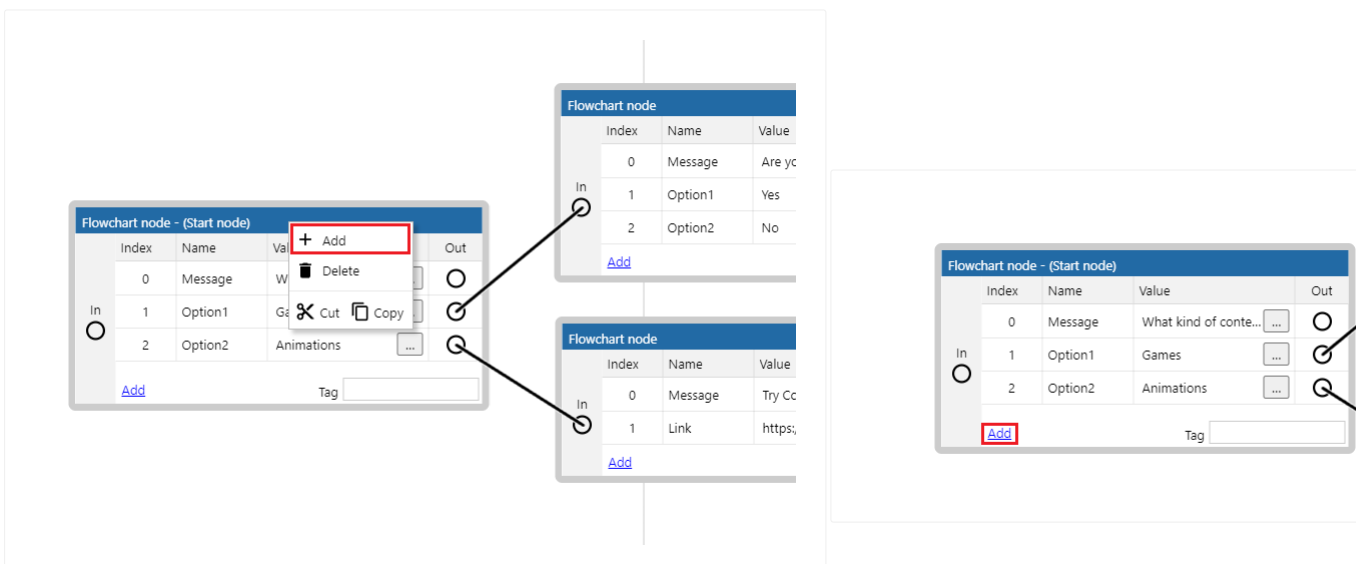 Flowchart node
Index Name Value
0 Message Are yo
In
1 Option1 Yes
2 Option2 No
Add
Flowchart node - (Start node)
Index Name Val Out
Add
0 Message W
Delete
In
1 Option1 Ga
Cut Copy
2 Option2 Animations ...
Add Tag
Flowchart node
Index Name Value
0 Message Try Co
In
1 Link https:/
Add
Flowchart node - (Start node)
Index Name Value Out
0 Message What kind of conte... ...
In
1 Option1 Games ...
2 Option2 Animations ...
Add Tag